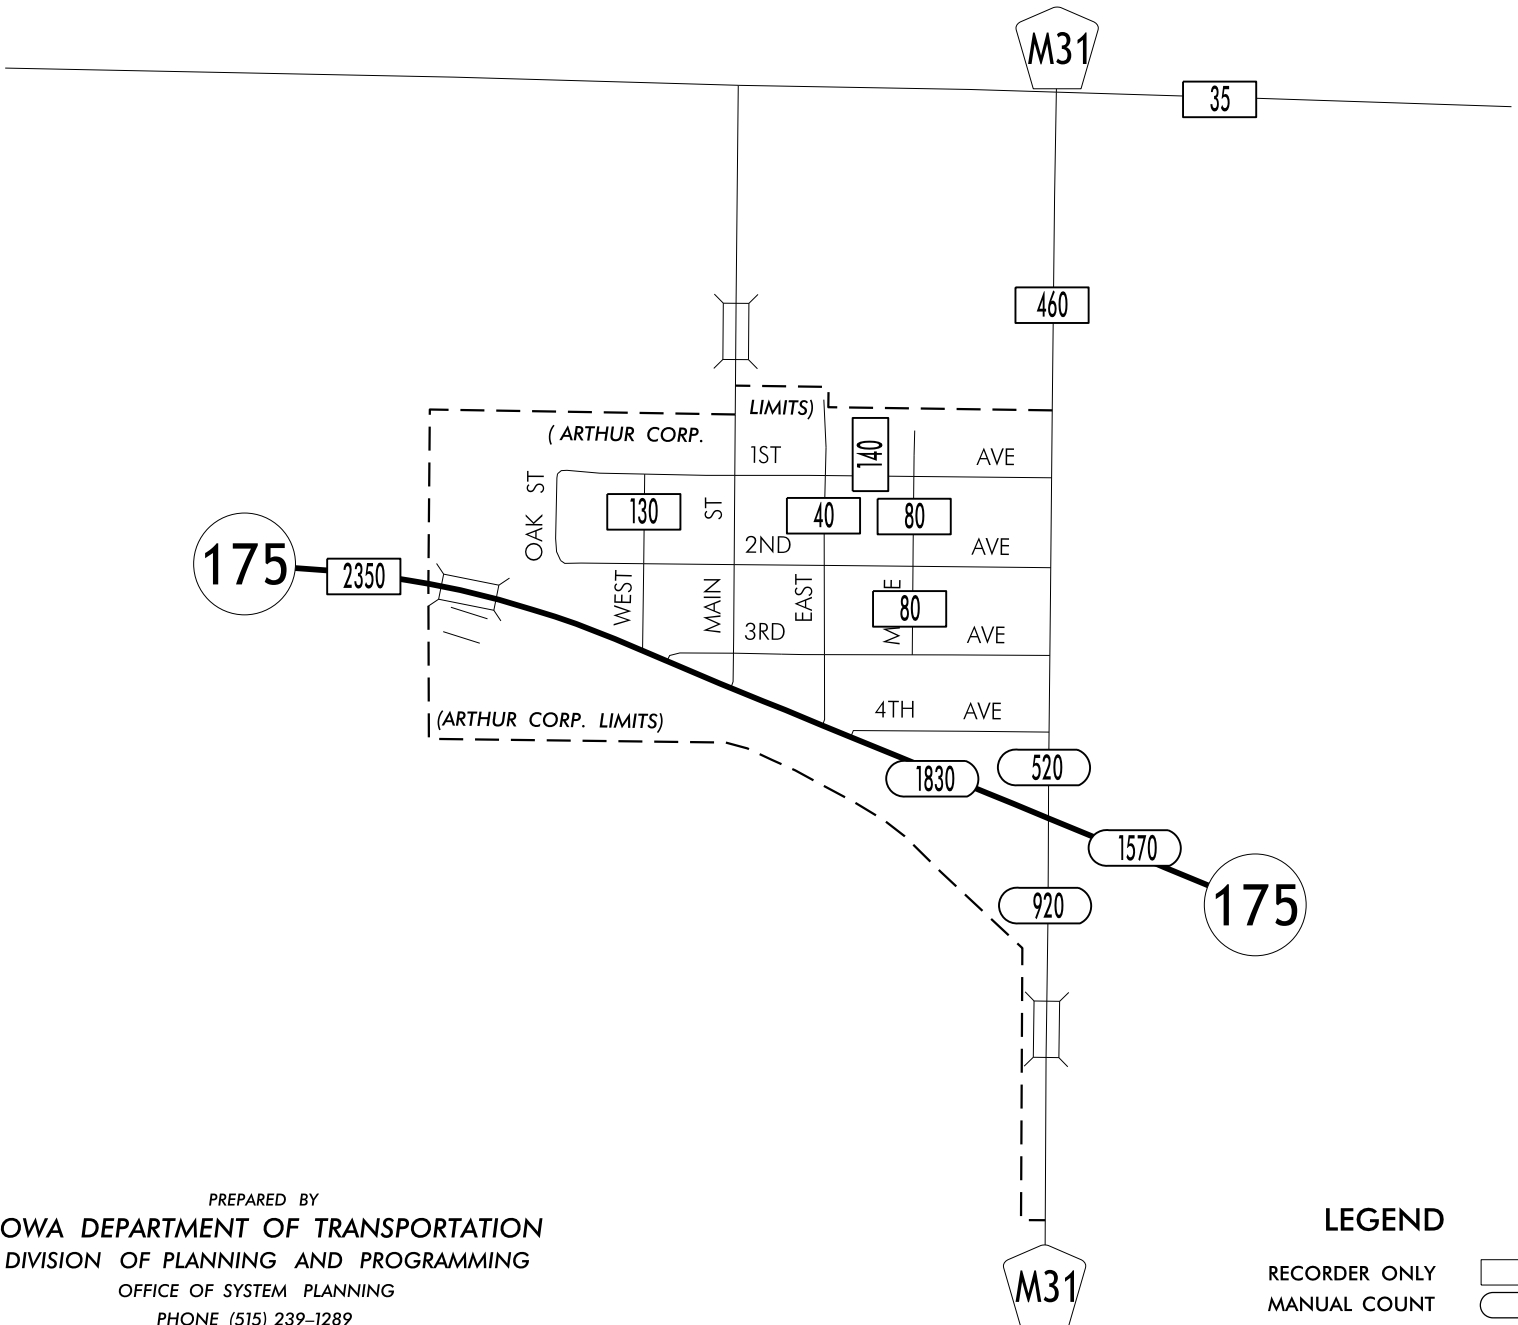 M31
35
460
LIMITS)
( ARTHUR CORP.
1ST AVE
140
OAK ST
130
ST
40
80
2ND AVE
175
2350
WEST
MAIN
EAST
80
3RD AVE
(ARTHUR CORP. LIMITS)
4TH AVE
520
1830
1570
920
175
PREPARED BY
OWA DEPARTMENT OF TRANSPORTATION
DIVISION OF PLANNING AND PROGRAMMING
OFFICE OF SYSTEM PLANNING
PHONE (515) 239–1289
LEGEND
RECORDER ONLY
MANUAL COUNT
M31